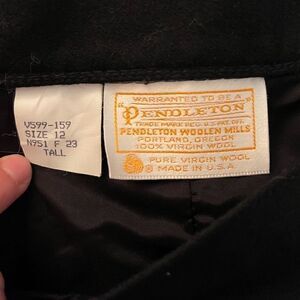 V599-159
SIZE 12
N951 F 23
TALL
WARRANTED TO BE A
"PENDLETON"
TRADE MARK REG. U.S. PAT. OFF.
PENDLETON WOOLEN MILLS
PORTLAND, OREGON
100% VIRGIN WOOL
PURE VIRGIN WOOL
MADE IN U.S.A.